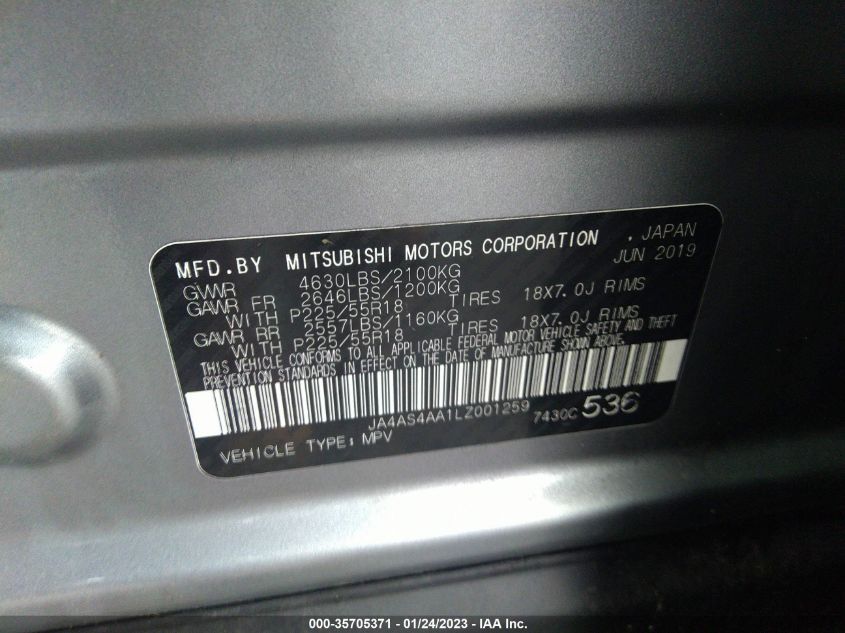 MFD.BY MITSUBISHI MOTORS CORPORATION , JAPAN
JUN 2019
GVWR 4630LBS/2100KG
GAWR FR 2646LBS/1200KG
WITH P225/55R18 TIRES 18X7.0J RIMS
GAWR RR 2557LBS/1160KG
WITH P225/55R18 TIRES 18X7.0J RIMS
THIS VEHICLE CONFORMS TO ALL APPLICABLE FEDERAL MOTOR VEHICLE SAFETY AND THEFT
PREVENTION STANDARDS IN EFFECT ON THE DATE OF MANUFACTURE SHOWN ABOVE.
JA4AS4AA1LZ001259 7430C 536
VEHICLE TYPE: MPV
000-35705371 - 01/24/2023 - IAA Inc.